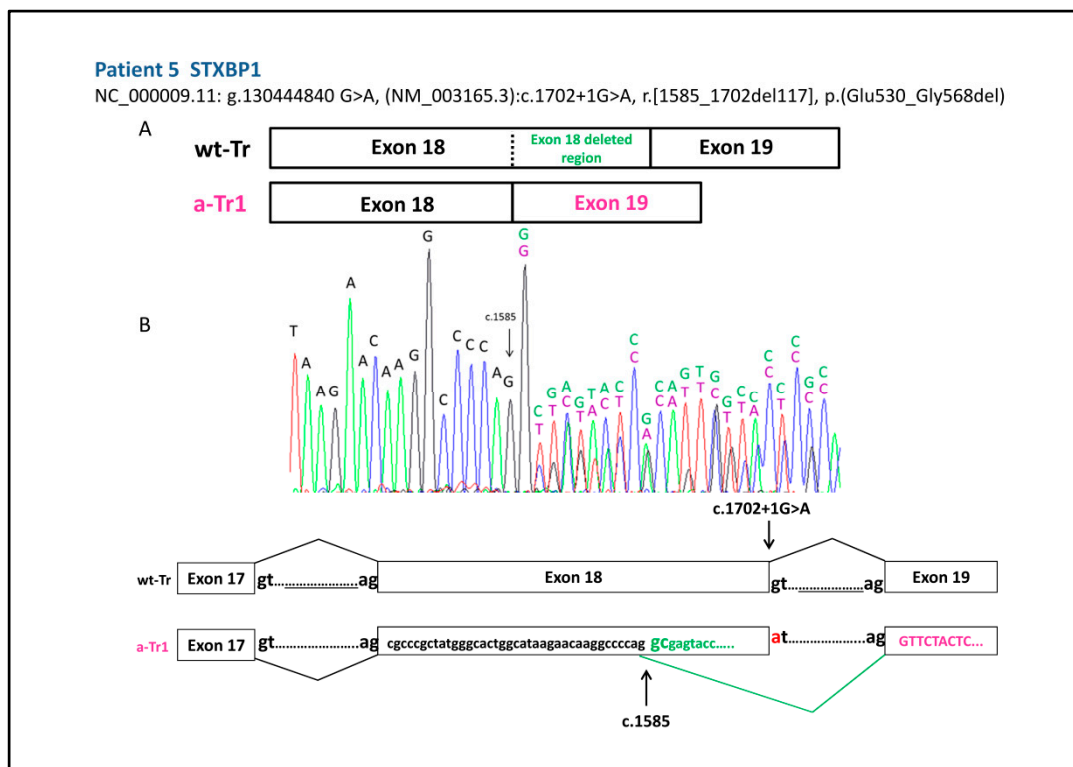 Patient 5 STXBP1
NC_000009.11: g.130444840 G>A, (NM_003165.3):c.1702+1G>A, r.[1585_1702del117], p.(Glu530_Gly568del)
A
wt-Tr
Exon 18
Exon 18 deleted
region
Exon 19
a-Tr1
Exon 18
Exon 19
B
T A A G A A C A A G G C C C C A G
c.1585
G C G A G T A C C G C C A G T G C T C A C C G C
G T T C T A C T C A C A T T C G C T C T C C C
c.1702+1G>A
wt-Tr
Exon 17
gt.....................ag
Exon 18
gt.....................ag
Exon 19
a-Tr1
Exon 17
gt.....................ag
cgcccgctatgggcactggcataagaacaaggccccag gcgagtacc.....
at.....................ag
GTTCTACTC...
c.1585